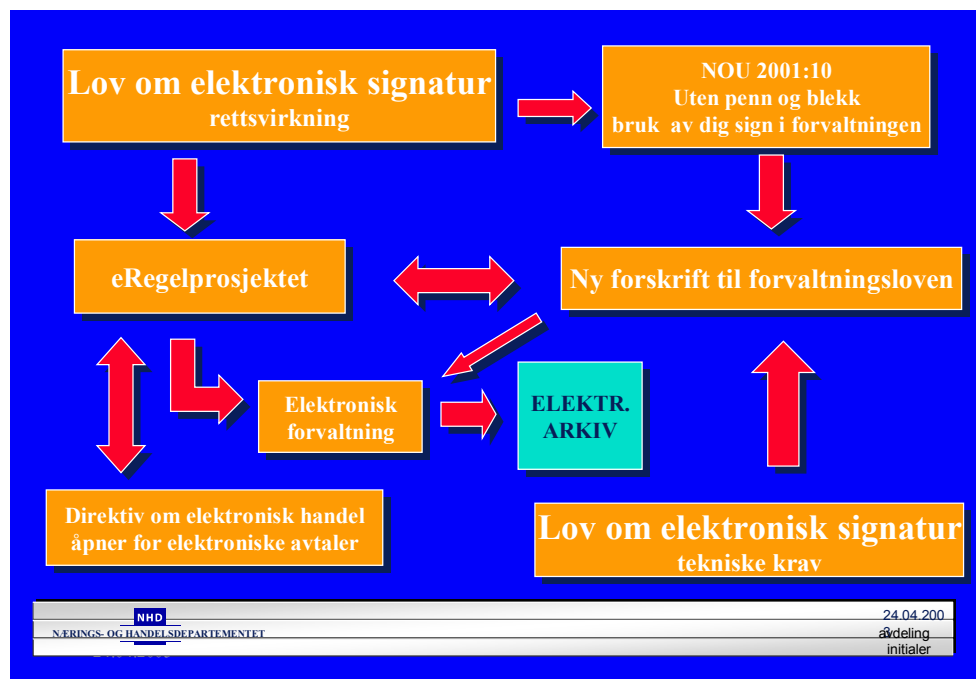 Lov om elektronisk signatur
rettsvirkning
NOU 2001:10
Uten penn og blekk
bruk av dig sign i forvaltningen
eRegelprosjektet
Ny forskrift til forvaltningsloven
Elektronisk
forvaltning
ELEKTR.
ARKIV
Direktiv om elektronisk handel
åpner for elektroniske avtaler
Lov om elektronisk signatur
tekniske krav
NHD
NÆRINGS- OG HANDELSDEPARTEMENTET
24.04.200
3
avdeling
initialer